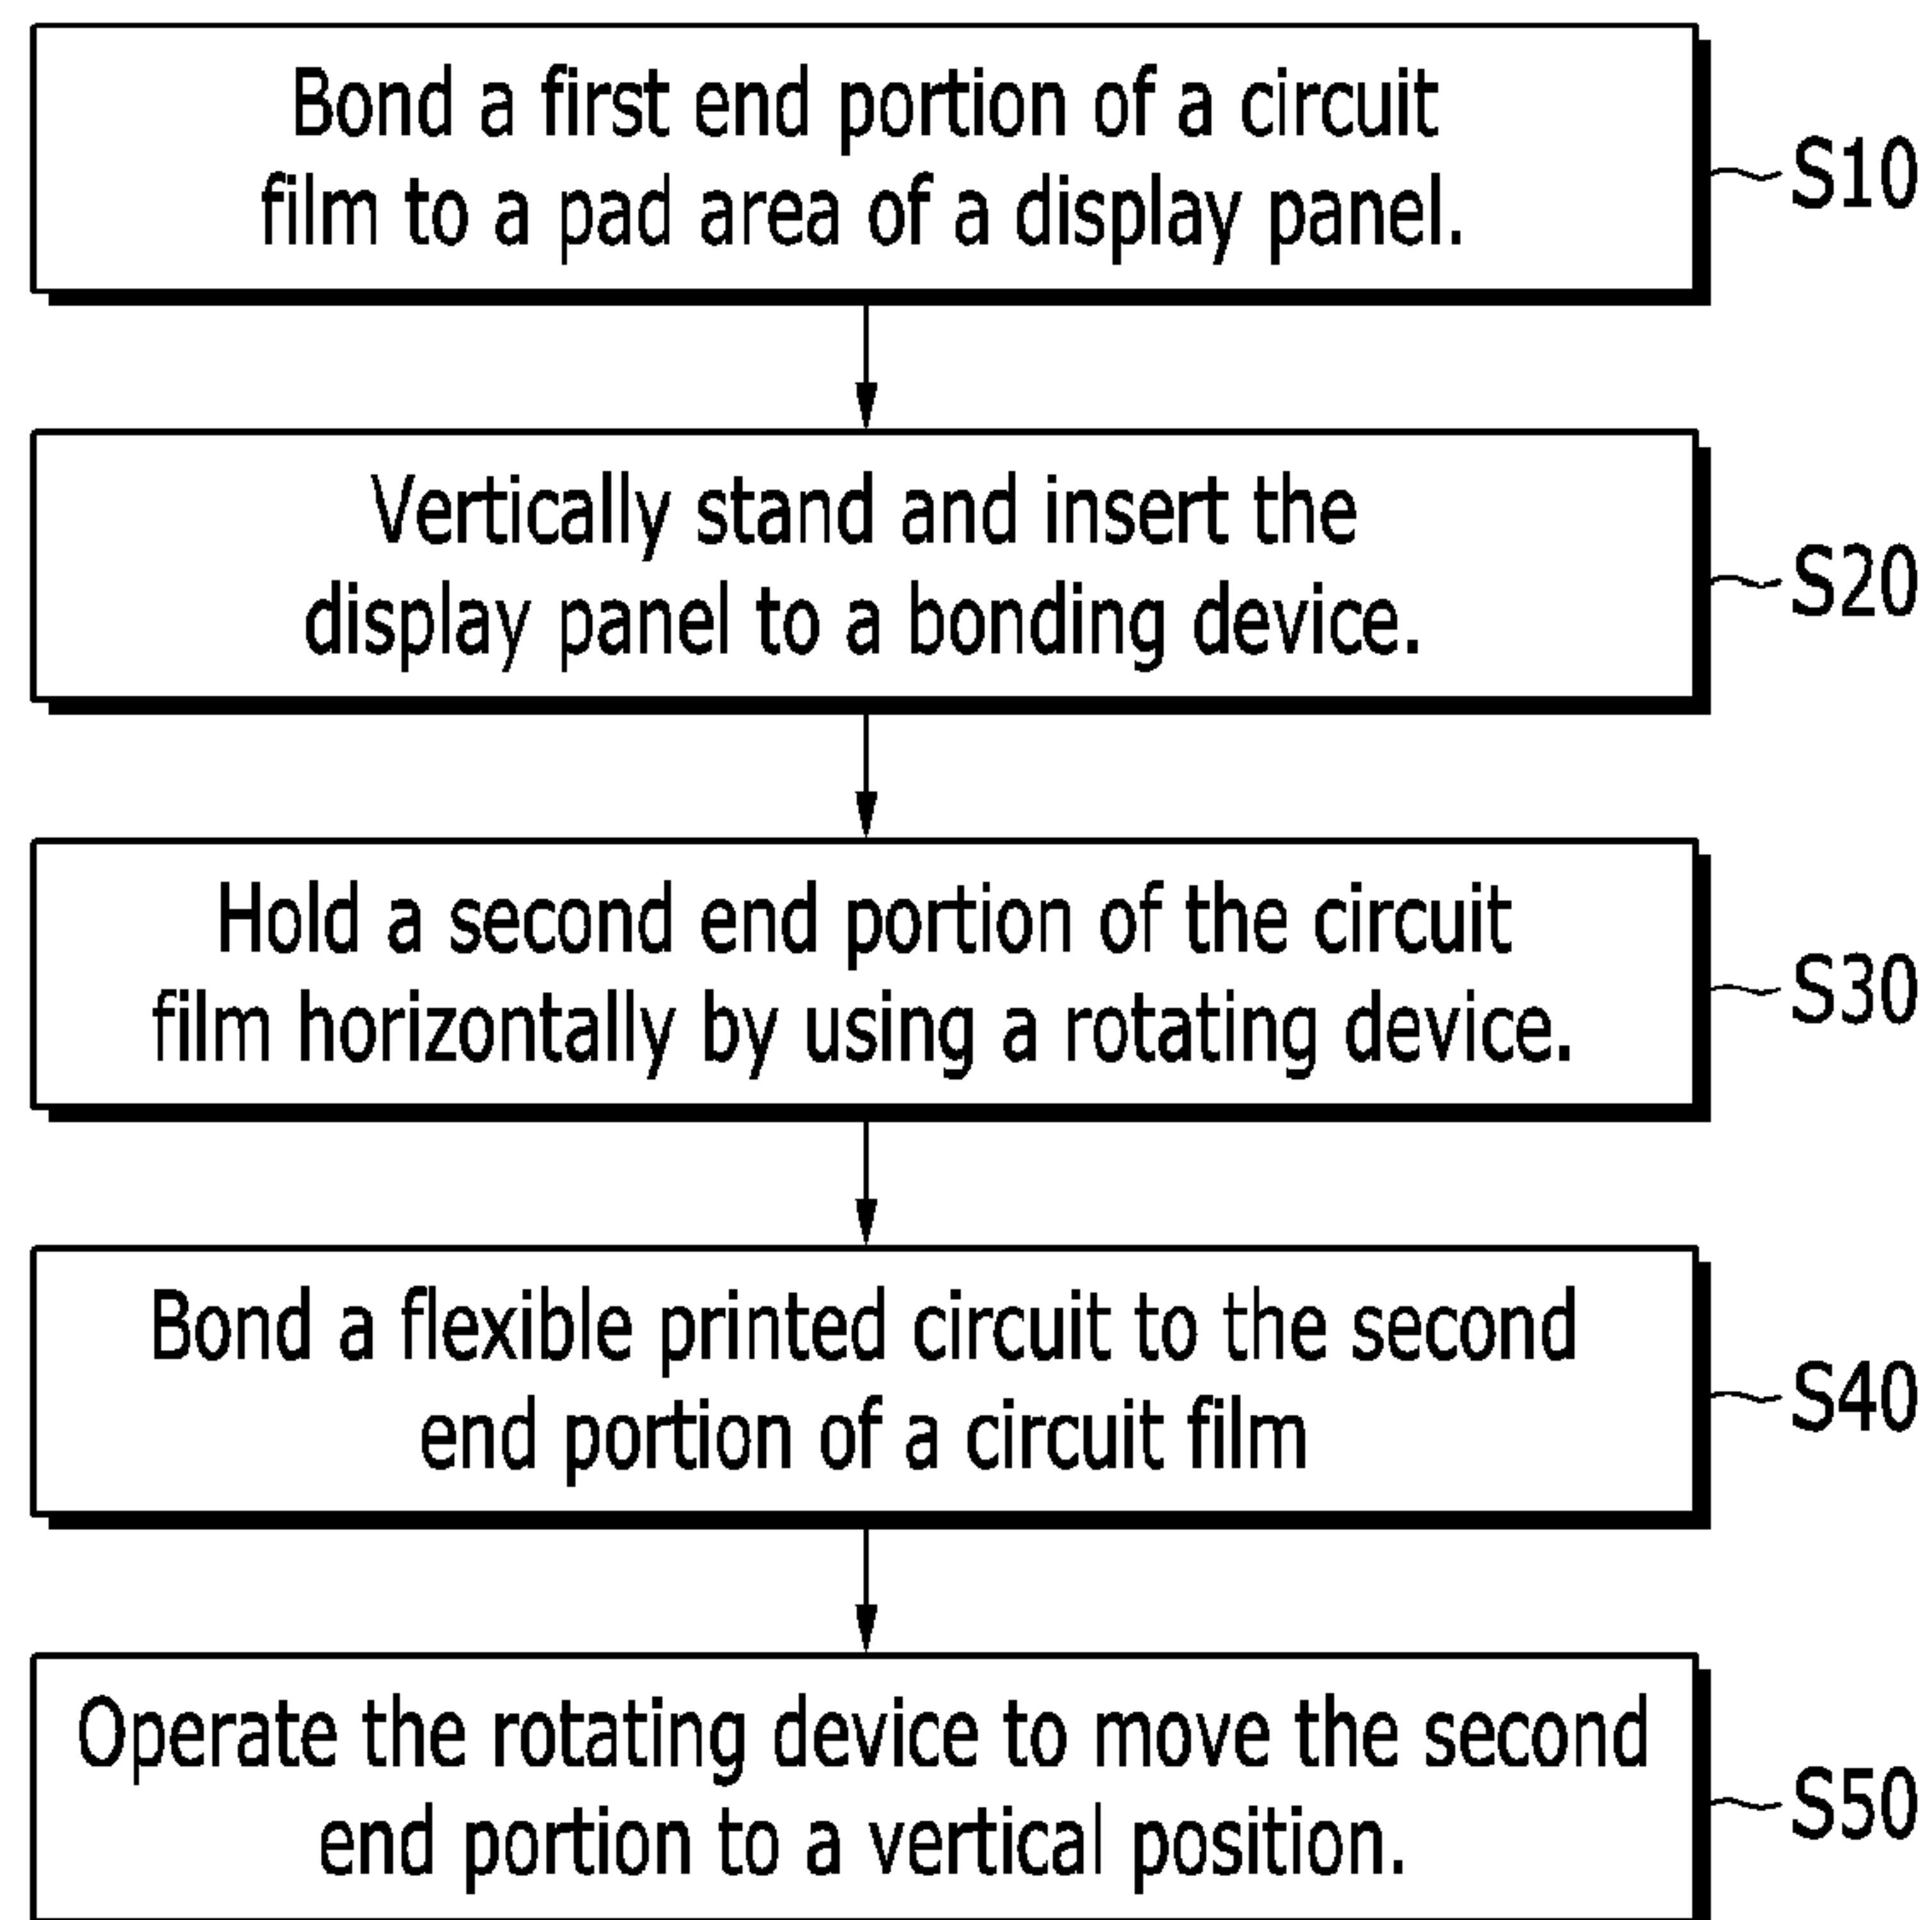 Bond a first end portion of a circuit
film to a pad area of a display panel.
S10
Vertically stand and insert the
display panel to a bonding device.
S20
Hold a second end portion of the circuit
film horizontally by using a rotating device.
S30
Bond a flexible printed circuit to the second
end portion of a circuit film
S40
Operate the rotating device to move the second
end portion to a vertical position.
S50